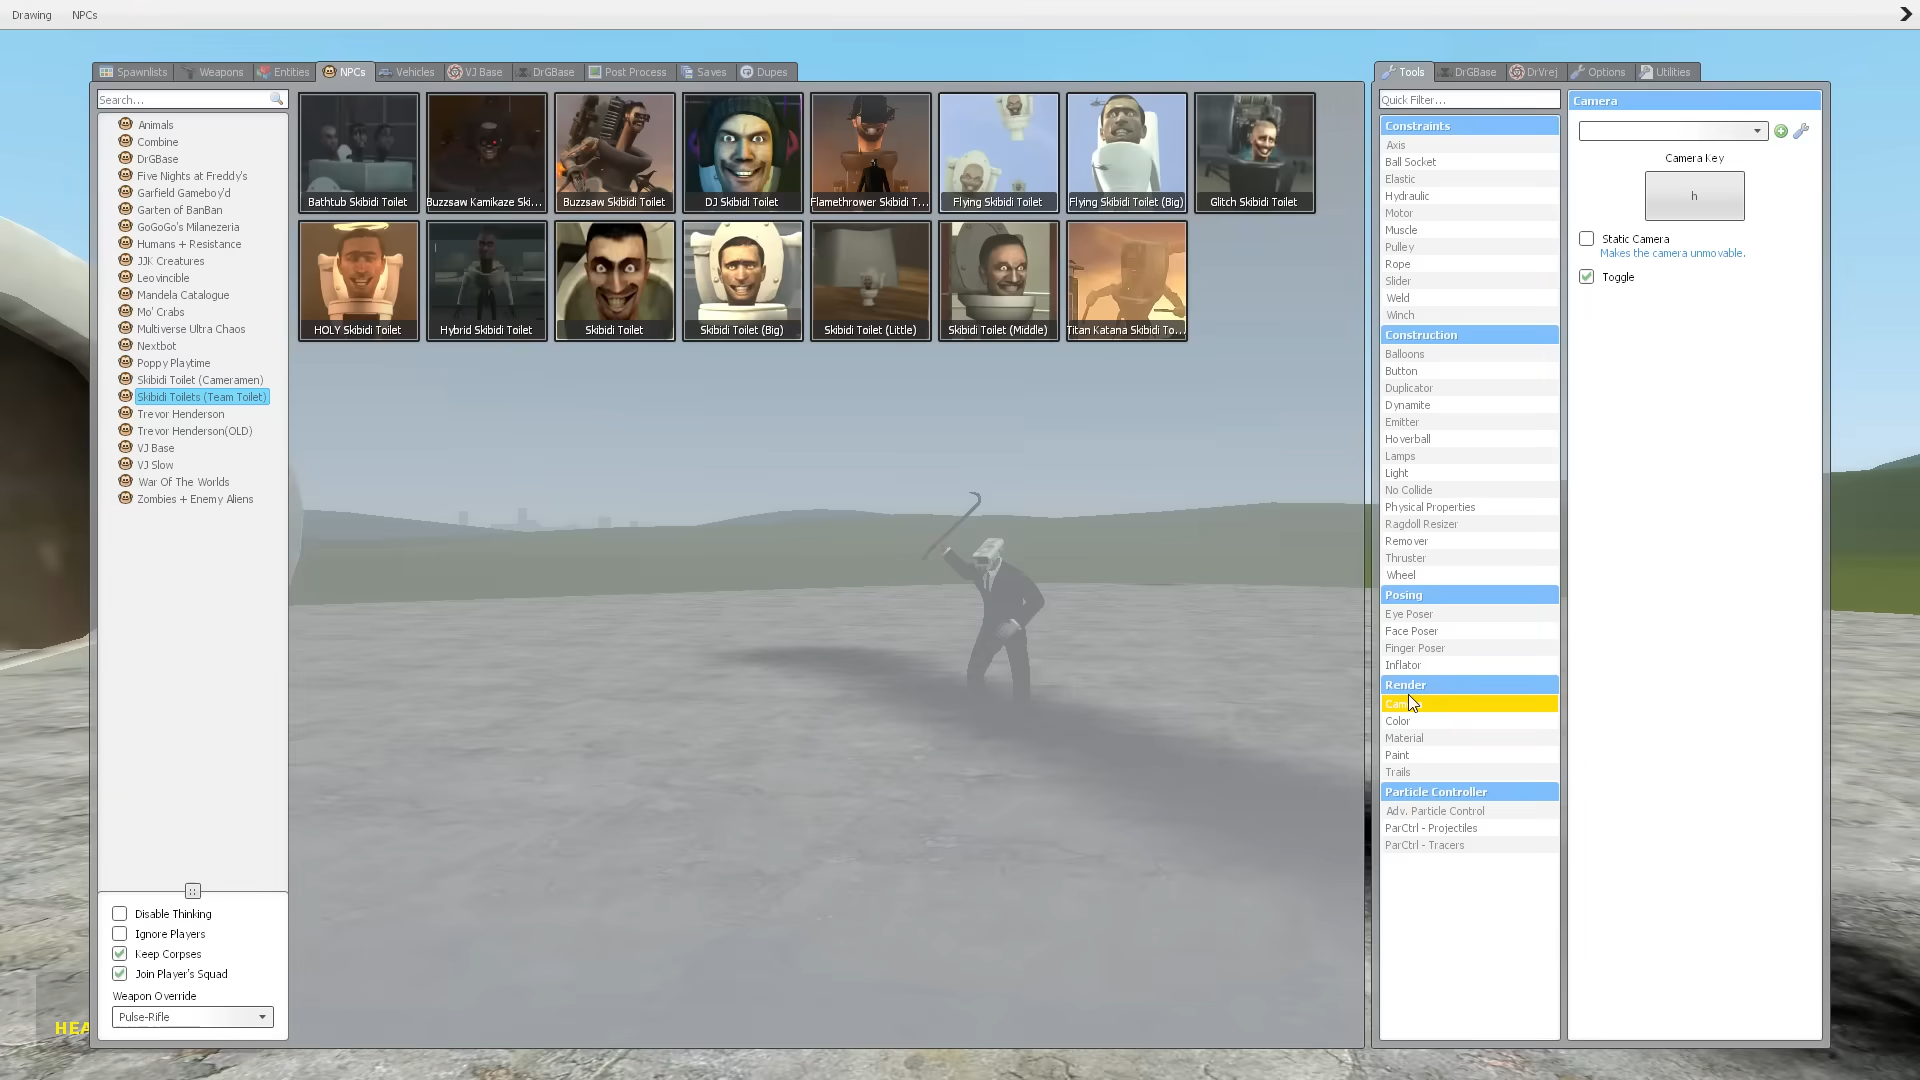 Drawing NPCs
Spawnlists Weapons Entities NPCs Vehicles VJ Base DrGBase Post Process Saves Dupes
Search...
Animals
Combine
DrGBase
Five Nights at Freddy's
Garfield Gameboy'd
Garten of BanBan
GoGoGo's Milanezeria
Humans + Resistance
JJK Creatures
Leovincible
Mandela Catalogue
Mo' Crabs
Multiverse Ultra Chaos
Nextbot
Poppy Playtime
Skibidi Toilet (Cameramen)
Skibidi Toilets (Team Toilet)
Trevor Henderson
Trevor Henderson(OLD)
VJ Base
VJ Slow
War Of The Worlds
Zombies + Enemy Aliens
Disable Thinking
Ignore Players
Keep Corpses
Join Player's Squad
Weapon Override
Pulse-Rifle
HEA
Bathtub Skibidi Toilet
Buzzsaw Kamikaze Ski...
Buzzsaw Skibidi Toilet
DJ Skibidi Toilet
Flamethrower Skibidi T...
Flying Skibidi Toilet
Flying Skibidi Toilet (Big)
Glitch Skibidi Toilet
HOLY Skibidi Toilet
Hybrid Skibidi Toilet
Skibidi Toilet
Skibidi Toilet (Big)
Skibidi Toilet (Little)
Skibidi Toilet (Middle)
Titan Katana Skibidi To...
Tools DrGBase DrVrej Options Utilities
Quick Filter...
Constraints
Axis
Ball Socket
Elastic
Hydraulic
Motor
Muscle
Pulley
Rope
Slider
Weld
Winch
Construction
Balloons
Button
Duplicator
Dynamite
Emitter
Hoverball
Lamps
Light
No Collide
Physical Properties
Ragdoll Resizer
Remover
Thruster
Wheel
Posing
Eye Poser
Face Poser
Finger Poser
Inflator
Render
Camera
Color
Material
Paint
Trails
Particle Controller
Adv. Particle Control
ParCtrl - Projectiles
ParCtrl - Tracers
Camera
Camera Key
h
Static Camera
Makes the camera unmovable.
Toggle